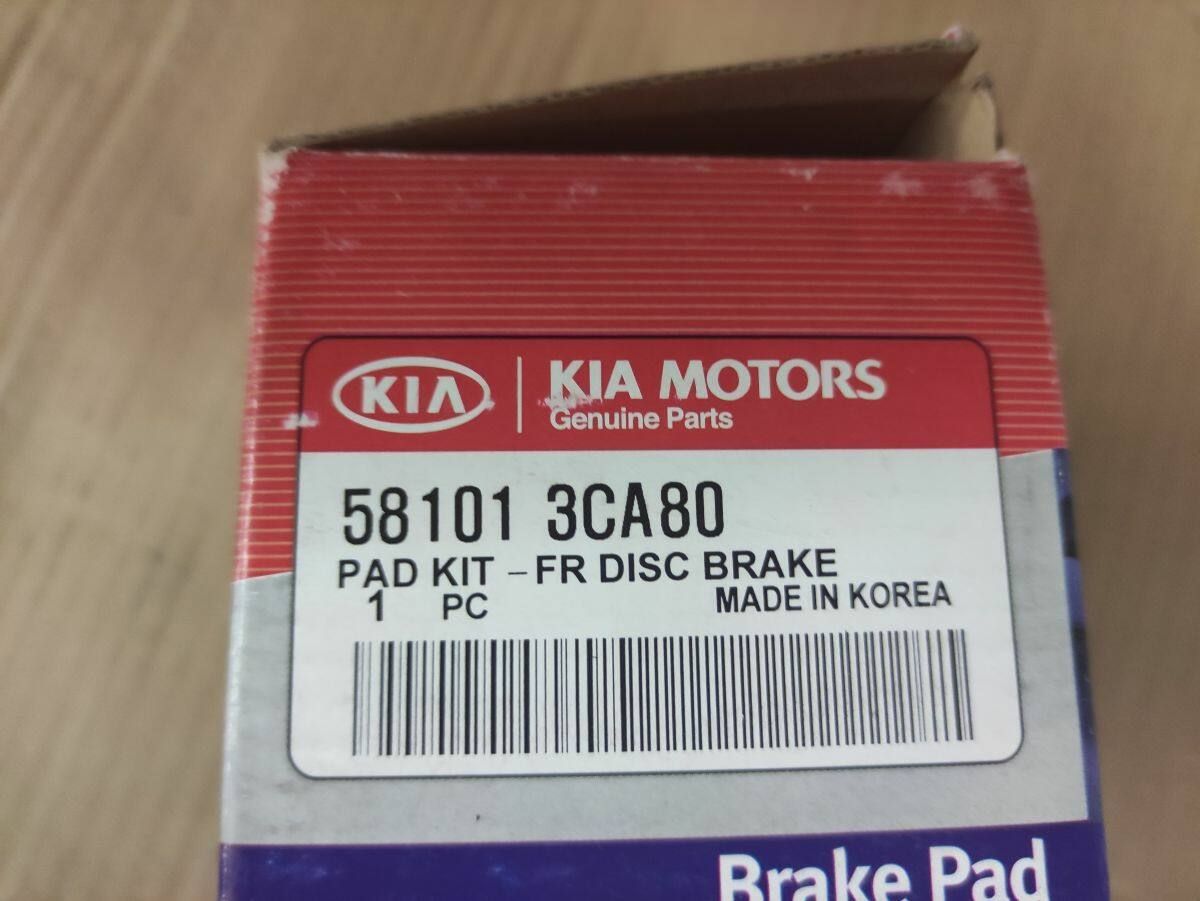 KIA KIA MOTORS
Genuine Parts
58101 3CA80
PAD KIT - FR DISC BRAKE
1 PC MADE IN KOREA
Brake Pad